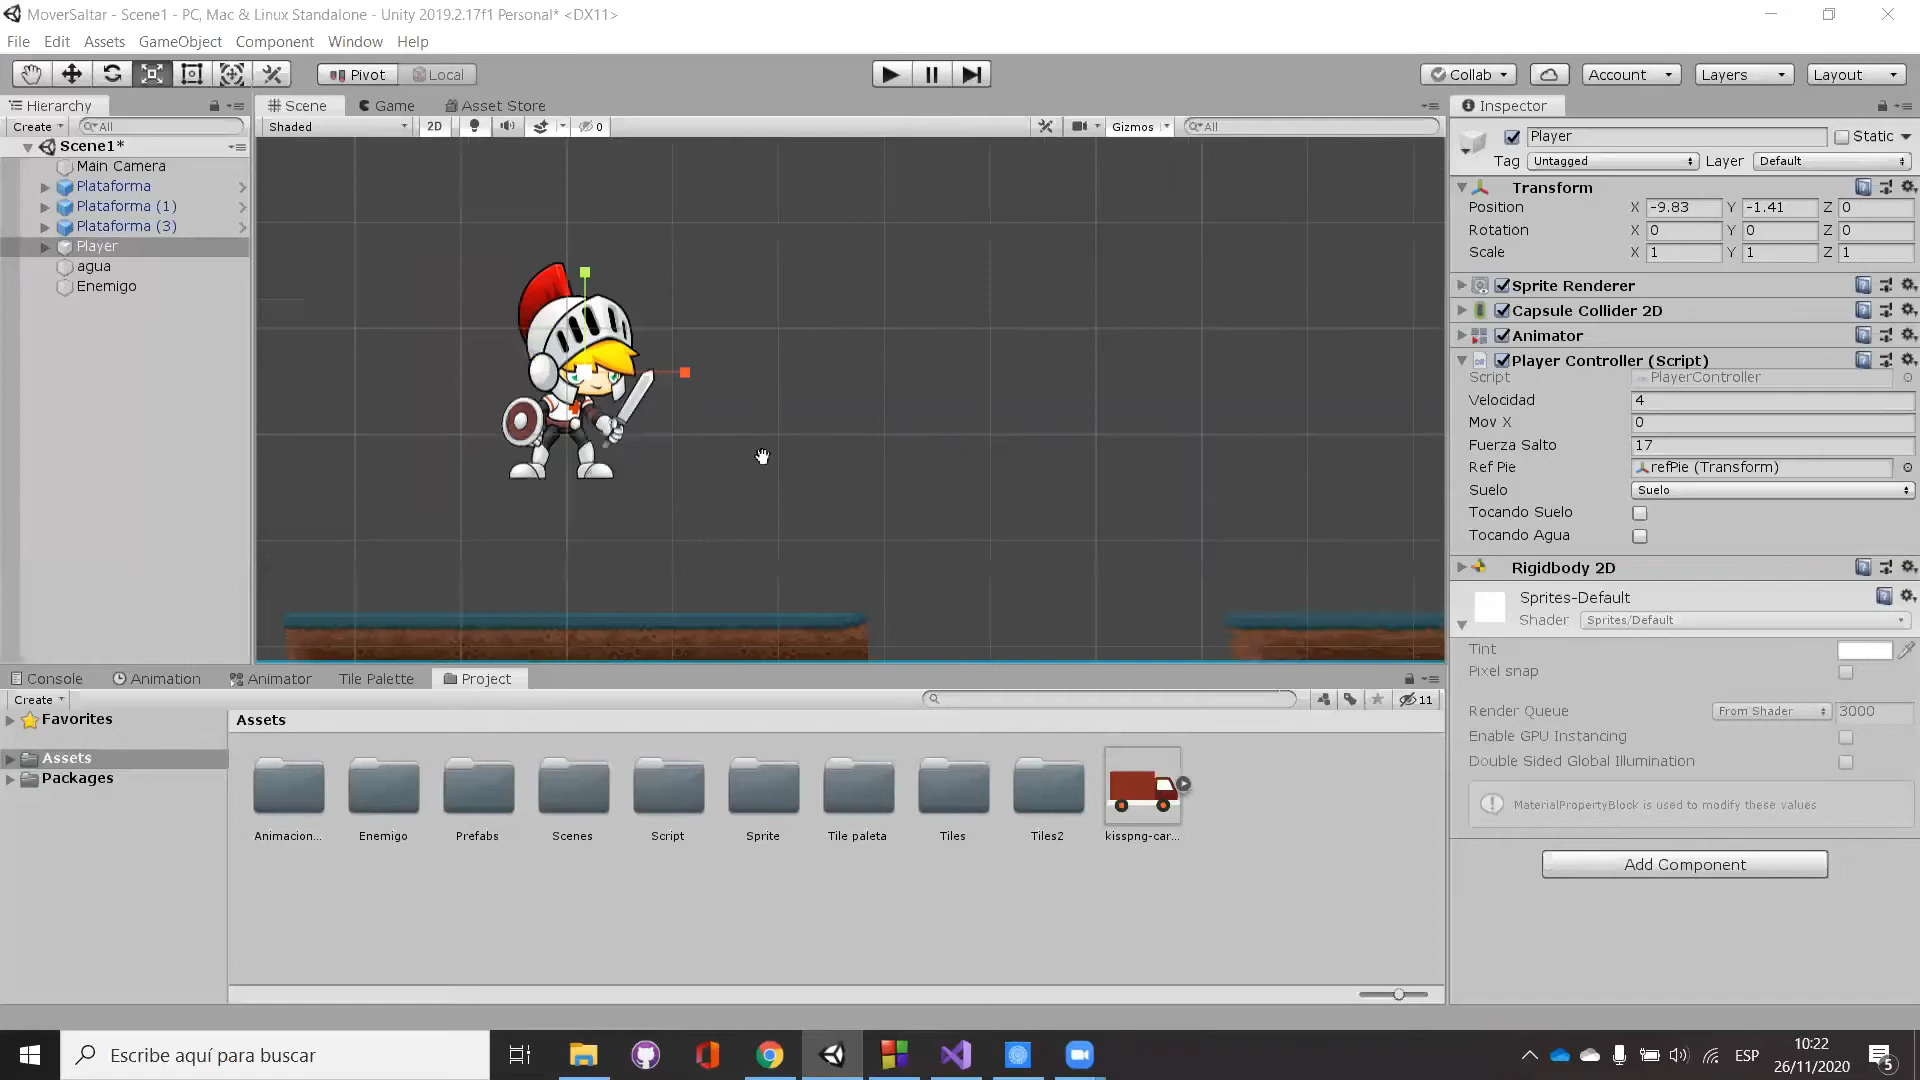 MoverSaltar - Scene1 - PC, Mac & Linux Standalone - Unity 2019.2.17f1 Personal* <DX11>
File Edit Assets GameObject Component Window Help
Pivot Local Collab Account Layers Layout
Hierarchy
Create All
Scene1*
Main Camera
Plataforma
Plataforma (1)
Plataforma (3)
Player
agua
Enemigo
Scene Game Asset Store
Shaded 2D 0 Gizmos All
Inspector
Player Static
Tag Untagged Layer Default
Transform
Position X -9.83 Y -1.41 Z 0
Rotation X 0 Y 0 Z 0
Scale X 1 Y 1 Z 1
Sprite Renderer
Capsule Collider 2D
Animator
Player Controller (Script)
Script PlayerController
Velocidad 4
Mov X 0
Fuerza Salto 17
Ref Pie refPie (Transform)
Suelo Suelo
Tocando Suelo
Tocando Agua
Rigidbody 2D
Sprites-Default
Shader Sprites/Default
Tint
Pixel snap
Render Queue From Shader 3000
Enable GPU Instancing
Double Sided Global Illumination
MaterialPropertyBlock is used to modify these values
Add Component
Console Animation Animator Tile Palette Project
Create 11
Favorites
Assets
Packages
Assets
Animacion... Enemigo Prefabs Scenes Script Sprite Tile paleta Tiles Tiles2 kisspng-car...
Escribe aquí para buscar
ESP
10:22
26/11/2020
5